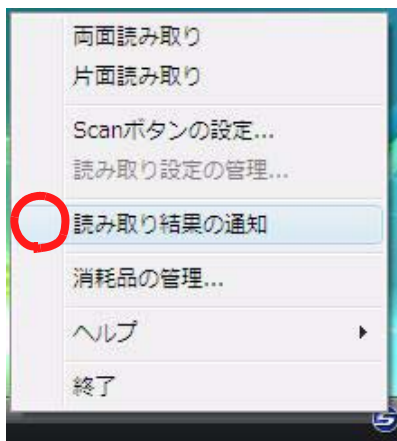 両面読み取り
片面読み取り
Scanボタンの設定...
読み取り設定の管理...
読み取り結果の通知
消耗品の管理...
ヘルプ
終了